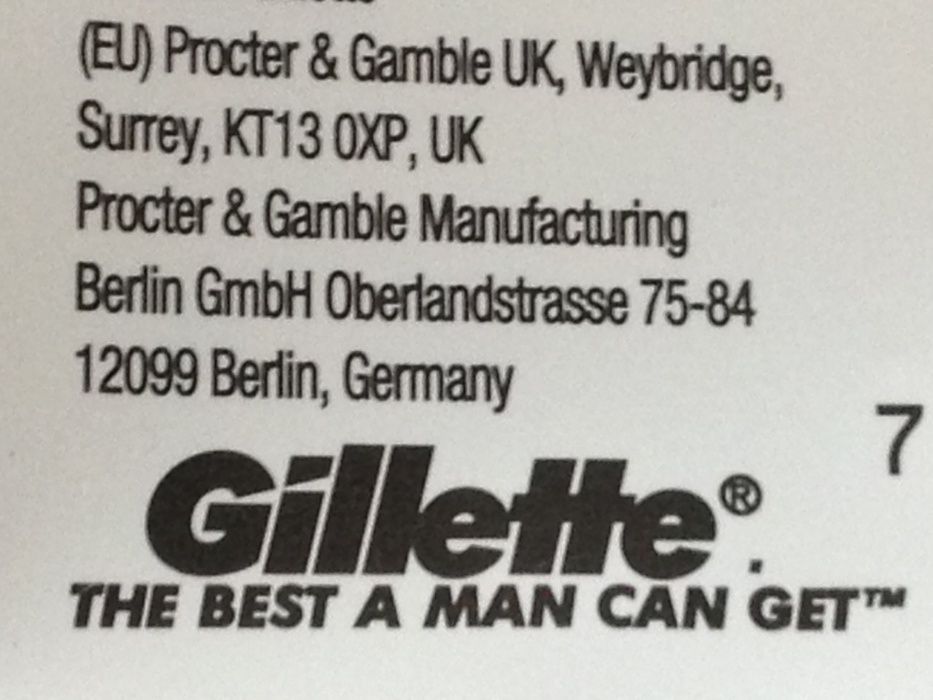 (EU) Procter & Gamble UK, Weybridge,
Surrey, KT13 0XP, UK
Procter & Gamble Manufacturing
Berlin GmbH Oberlandstrasse 75-84
12099 Berlin, Germany
7
Gillette®.
THE BEST A MAN CAN GET™